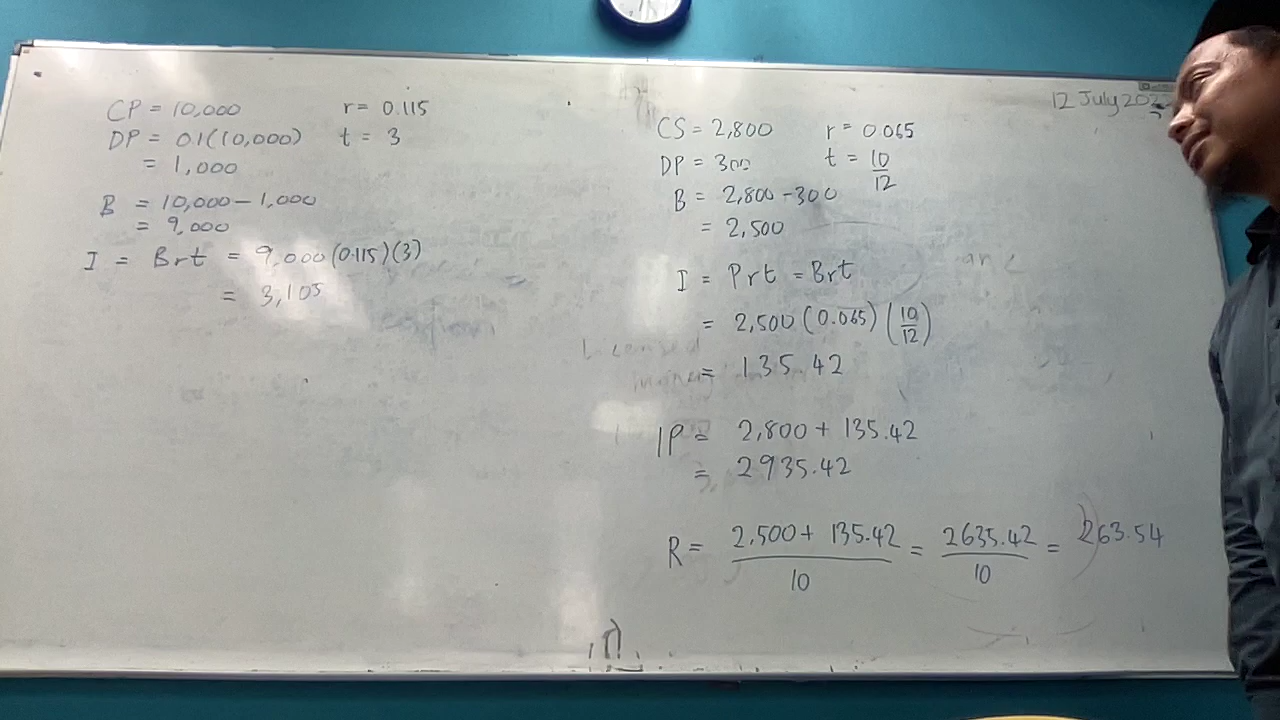 12 July 202
CP = 10,000 r = 0.115
DP = 0.1(10,000) t = 3
= 1,000
B = 10,000 - 1,000
= 9,000
I = Brt = 9,000 (0.115)(3)
= 3,105
CS = 2,800 r = 0.065
DP = 300 t = 10/12
B = 2,800 - 300
= 2,500
I = Prt = Brt
= 2,500 (0.065) (10/12)
= 135.42
IP = 2,800 + 135.42
= 2935.42
R = 2,500 + 135.42 / 10 = 2635.42 / 10 = 263.54